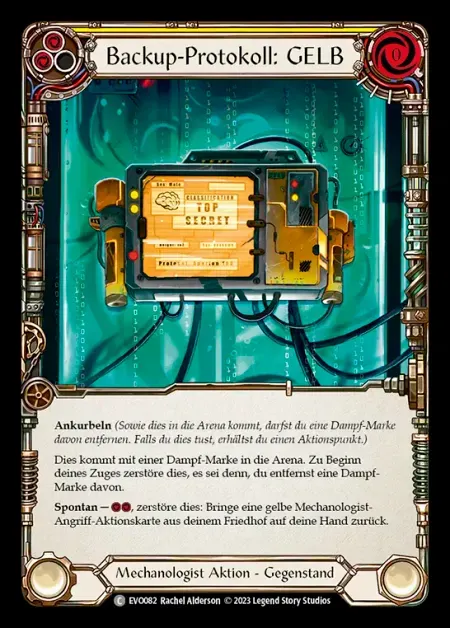 Backup-Protokoll: GELB
0
CLASSIFICATION
TOP
SECRET
Ankurbeln (Sowie dies in die Arena kommt, darfst du eine Dampf-Marke
davon entfernen. Falls du dies tust, erhältst du einen Aktionspunkt.)
Dies kommt mit einer Dampf-Marke in die Arena. Zu Beginn
deines Zuges zerstöre dies, es sei denn, du entfernst eine Dampf-
Marke davon.
Spontan — , zerstöre dies: Bringe eine gelbe Mechanologist-
Angriff-Aktionskarte aus deinem Friedhof auf deine Hand zurück.
Mechanologist Aktion - Gegenstand
C EVO082 Rachel Alderson © 2023 Legend Story Studios